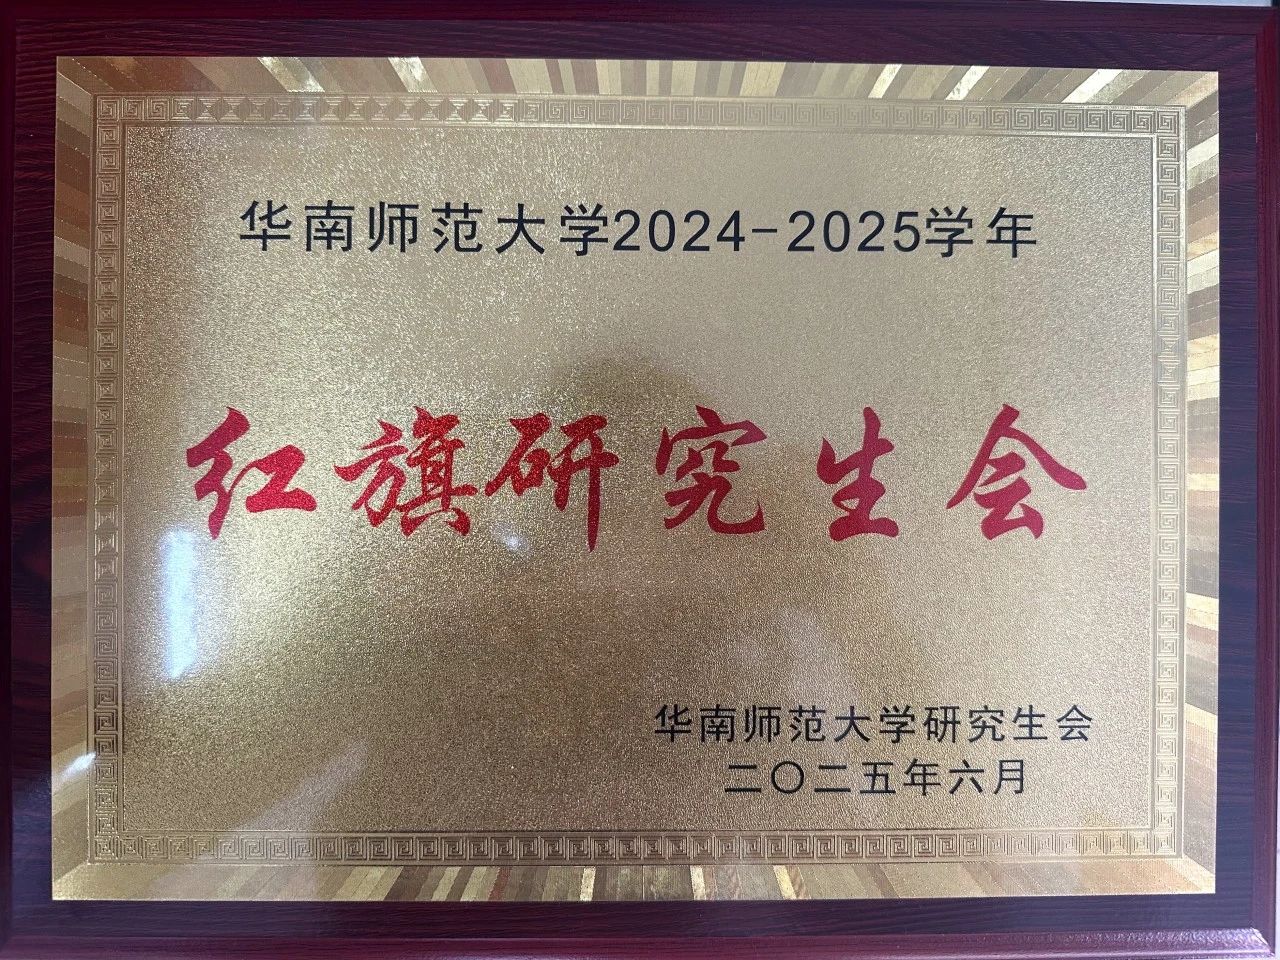 华南师范大学2024-2025学年
红旗研究生会
华南师范大学研究生会
二〇二五年六月